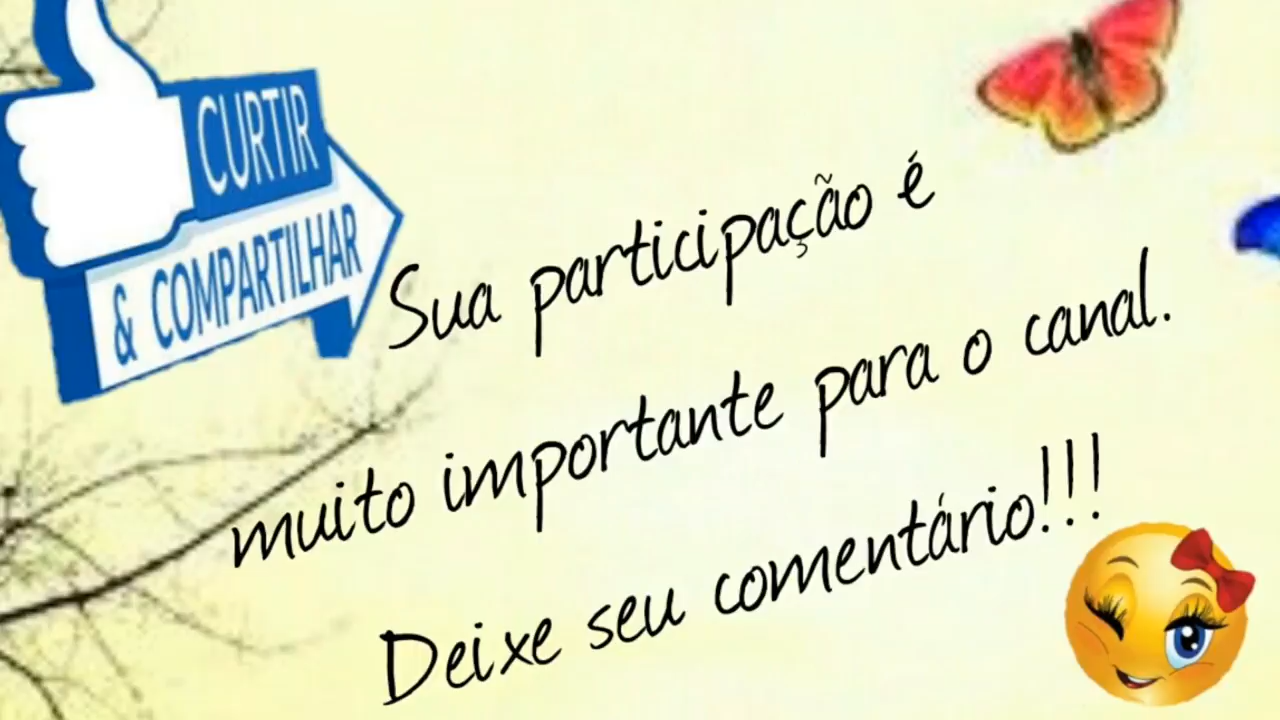 CURTIR
& COMPARTILHAR
Sua participação é
muito importante para o canal.
Deixe seu comentário!!!